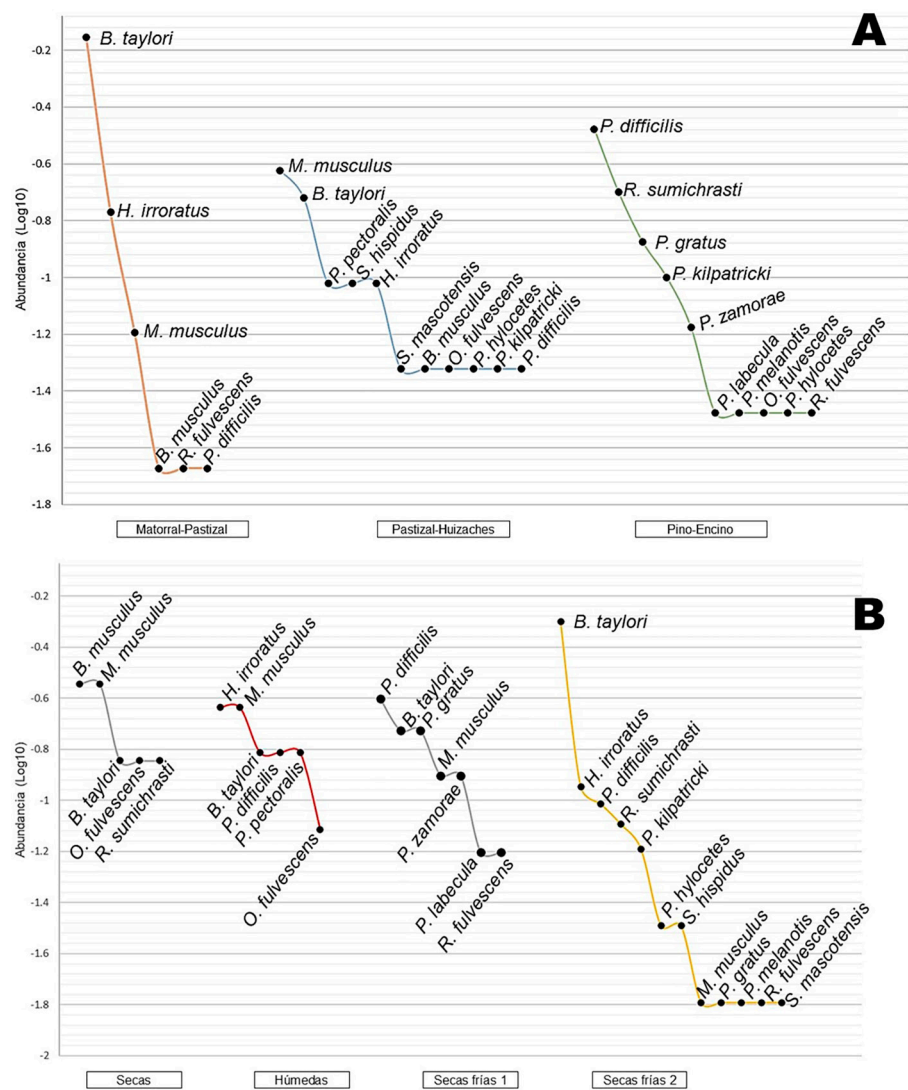 A
Abundancia (Log10)
-0.2
-0.4
-0.6
-0.8
-1
-1.2
-1.4
-1.6
-1.8
B. taylori
H. irroratus
M. musculus
B. musculus
R. fulvescens
P. difficilis
M. musculus
B. taylori
P. pectoralis
S. hispidus
H. irroratus
S. mascotensis
B. musculus
O. fulvescens
P. hylocetes
P. kilpatricki
P. difficilis
P. difficilis
R. sumichrasti
P. gratus
P. kilpatricki
P. zamorae
P. labecula
P. melanotis
O. fulvescens
P. hylocetes
R. fulvescens
Matorral-Pastizal
Pastizal-Huizaches
Pino-Encino
B
Abundancia (Log10)
-0.2
-0.4
-0.6
-0.8
-1
-1.2
-1.4
-1.6
-1.8
-2
B. musculus
M. musculus
B. taylori
O. fulvescens
R. sumichrasti
H. irroratus
M. musculus
B. taylori
P. difficilis
P. pectoralis
O. fulvescens
P. difficilis
B. taylori
P. gratus
M. musculus
P. zamorae
P. labecula
R. fulvescens
B. taylori
H. irroratus
P. difficilis
R. sumichrasti
P. kilpatricki
P. hylocetes
S. hispidus
M. musculus
P. gratus
P. melanotis
R. fulvescens
S. mascotensis
Secas
Húmedas
Secas frías 1
Secas frías 2